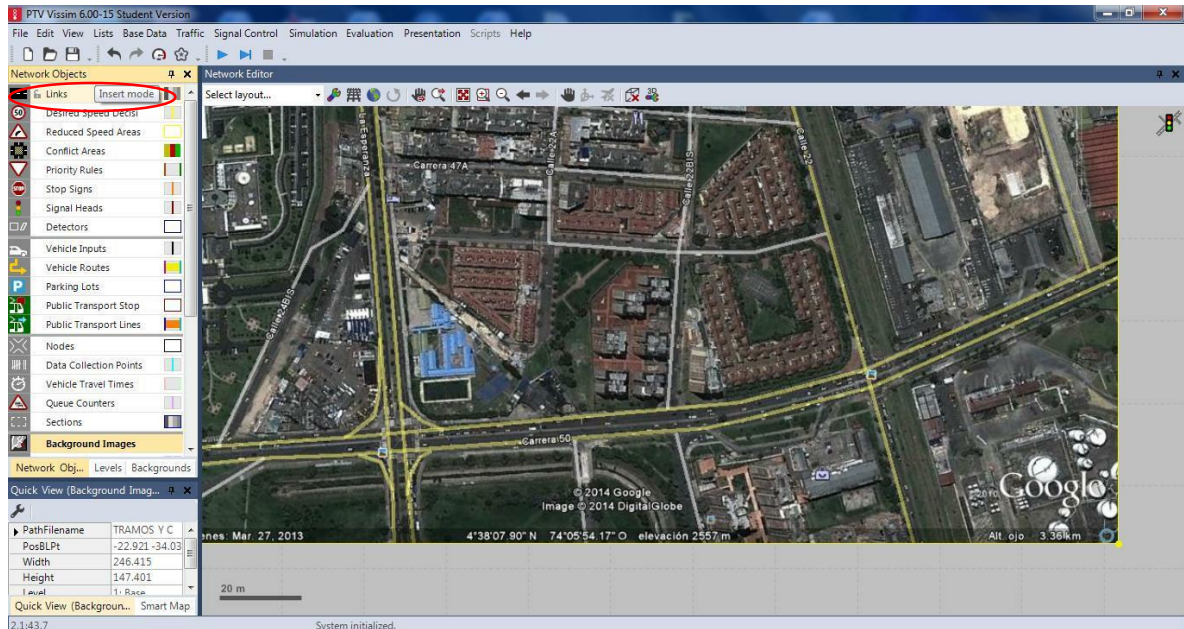 PTV Vissim 6.00-15 Student Version
File Edit View Lists Base Data Traffic Signal Control Simulation Evaluation Presentation Scripts Help
Network Objects
Network Editor
Links
Insert mode
Select layout...
50
Desired Speed Decisi
Reduced Speed Areas
Conflict Areas
Priority Rules
STOP
Stop Signs
Signal Heads
Detectors
Vehicle Inputs
Vehicle Routes
P
Parking Lots
Public Transport Stop
Public Transport Lines
Nodes
Data Collection Points
Vehicle Travel Times
Queue Counters
Sections
Background Images
Network Obj... Levels Backgrounds
Quick View (Background Imag...
PathFilename TRAMOS Y C
PosBLPt -22.921 -34.03
Width 246.415
Height 147.401
Level 1: Base
Quick View (Backgroun... Smart Map
La Esperanza
Carrera 47A
Calle 22A
Calle 22BIS
Calle 22
Calle 24BIS
Carrera 50
© 2014 Google
Image © 2014 DigitalGlobe
Google
enes: Mar. 27, 2013
4°38'07.90" N 74°05'54.17" O elevación 2557 m
Alt. ojo 3.36 km
20 m
2.1:43.7
System initialized.